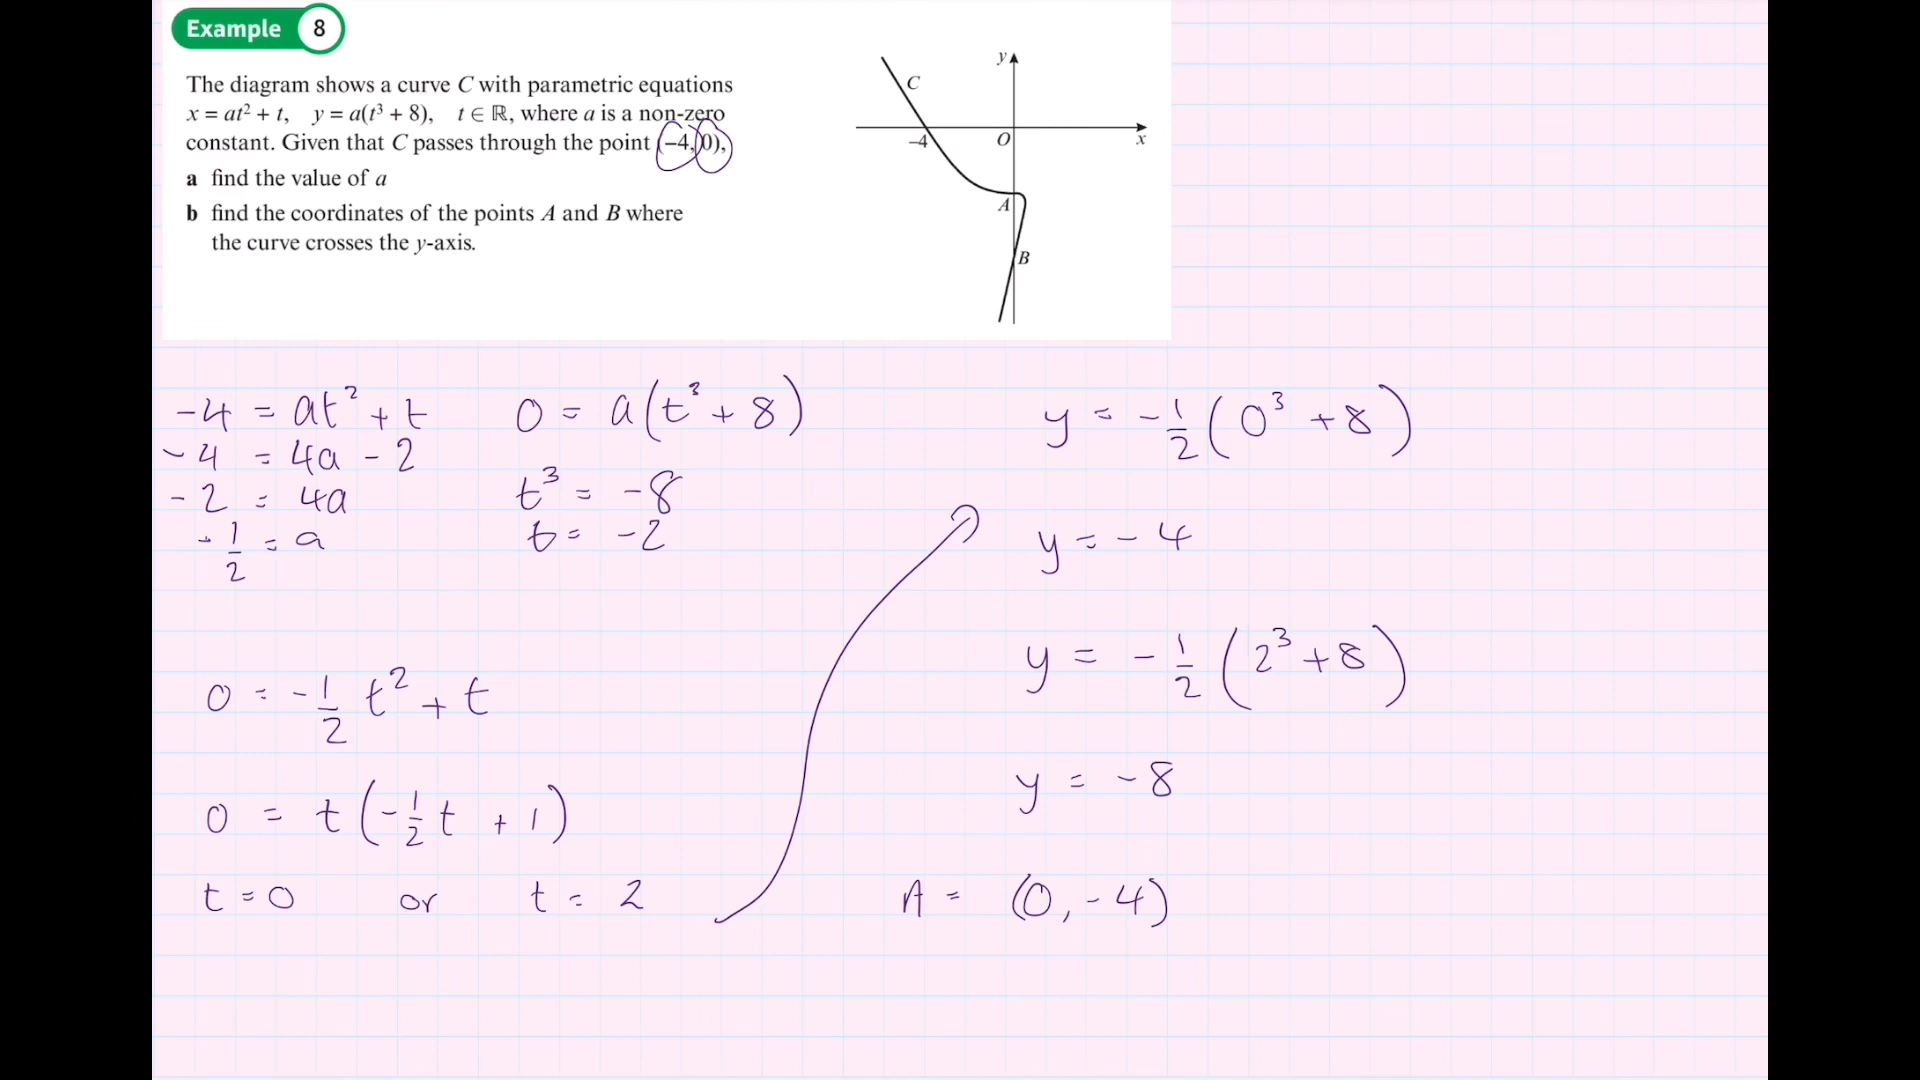 Example 8
The diagram shows a curve C with parametric equations
x = at² + t, y = a(t³ + 8), t ∈ ℝ, where a is a non-zero
constant. Given that C passes through the point (−4, 0),
a find the value of a
b find the coordinates of the points A and B where
the curve crosses the y-axis.
y
C
−4
O
x
A
B
-4 = at² + t
-4 = 4a - 2
-2 = 4a
-1/2 = a
0 = a(t³ + 8)
t³ = -8
t = -2
0 = -1/2 t² + t
0 = t(-1/2 t + 1)
t = 0 or t = 2
y = -1/2 (0³ + 8)
y = -4
y = -1/2 (2³ + 8)
y = -8
A = (0, -4)